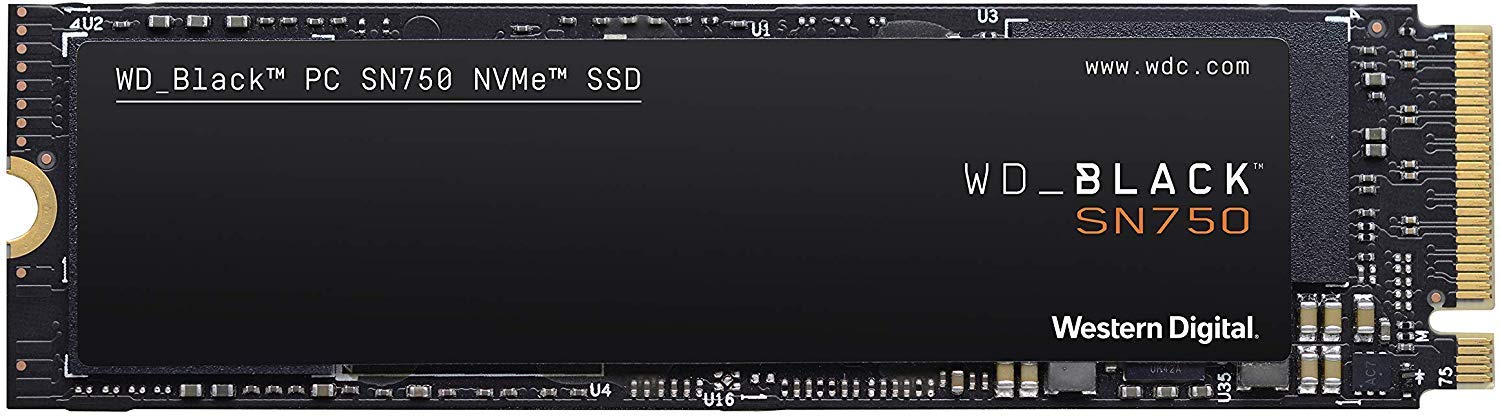 U2
U1
U3
1
WD_Black™ PC SN750 NVMe™ SSD
www.wdc.com
WD_BLACK™
SN750
Western Digital.
M
U4
U16
U35
75